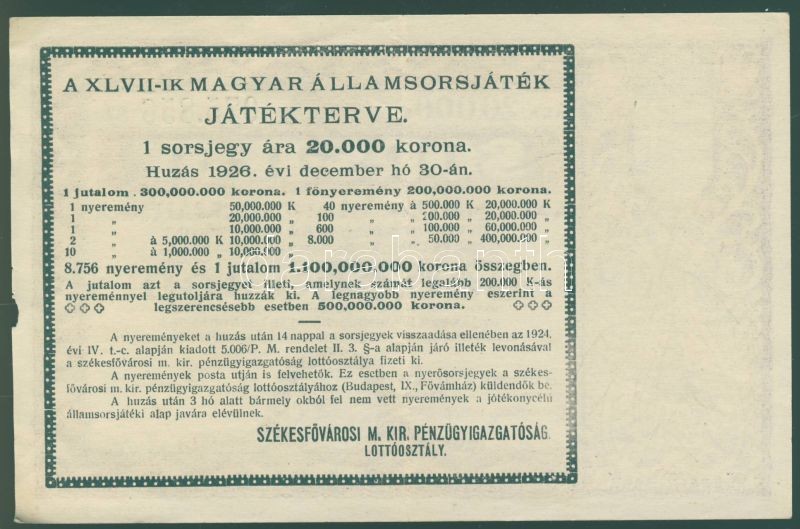 A XLVII-IK MAGYAR ÁLLAMSORSJÁTÉK
JÁTÉKTERVE.
1 sorsjegy ára 20.000 korona.
Huzás 1926. évi december hó 30-án.
1 jutalom . 300,000.000 korona. 1 főnyeremény 200,000.000 korona.
1 nyeremény 50,000.000 K 40 nyeremény à 500.000 K 20,000.000 K
1 „ 20,000.000 „ 100 „ „ 200.000 „ 20,000.000 „
1 „ 10,000.000 „ 600 „ „ 100.000 „ 60,000.000 „
2 „ à 5,000.000 K 10,000.000 „ 8.000 „ „ 50.000 „ 400,000.000 „
10 „ à 1,000.000 „ 10,000.000 „
8.756 nyeremény és 1 jutalom 1.100,000.000 korona összegben.
A jutalom azt a sorsjegyet illeti, amelynek számát legalább 200.000 K-ás
nyereménnyel legutoljára huzzák ki. A legnagyobb nyeremény eszerint a
legszerencsésebb esetben 500,000.000 korona.
A nyereményeket a huzás után 14 nappal a sorsjegyek visszaadása ellenében az 1924.
évi IV. t.-c. alapján kiadott 5.006/P. M. rendelet II. 3. §-a alapján járó illeték levonásával
a székesfővárosi m. kir. pénzügyigazgatóság lottóosztálya fizeti ki.
A nyeremények posta utján is felvehetők. Ez esetben a nyerősorsjegyek a székes-
fővárosi m. kir. pénzügyigazgatóság lottóosztályához (Budapest, IX., Fővámház) küldendők be.
A huzás után 3 hó alatt bármely okból fel nem vett nyeremények a jótékonycélú
államsorsjátéki alap javára elévülnek.
SZÉKESFŐVÁROSI M. KIR. PÉNZÜGYIGAZGATÓSÁG
LOTTÓOSZTÁLY.
darabanth